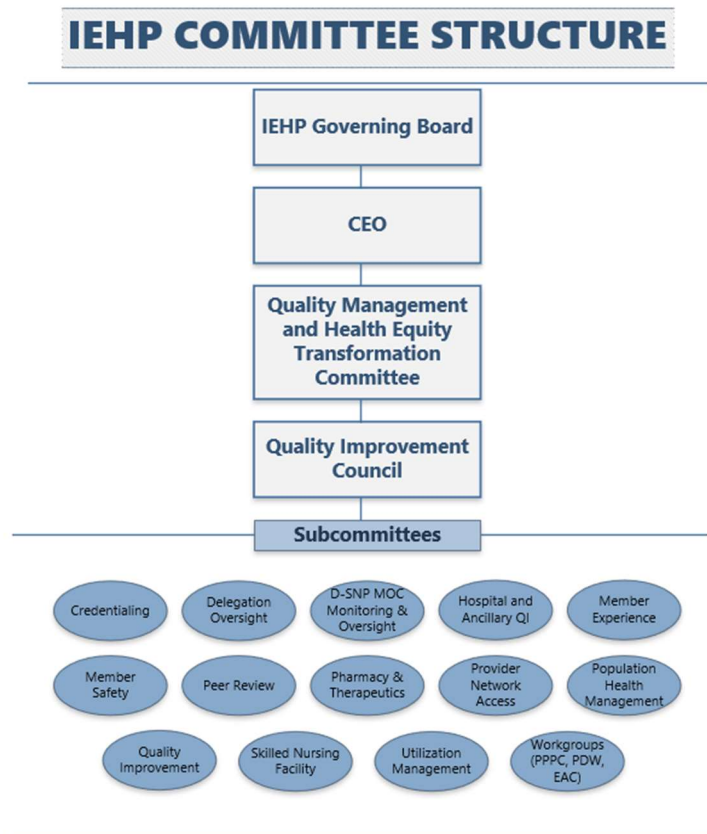 IEHP COMMITTEE STRUCTURE
IEHP Governing Board
CEO
Quality Management
and Health Equity
Transformation
Committee
Quality Improvement
Council
Subcommittees
Credentialing
Delegation
Oversight
D-SNP MOC
Monitoring &
Oversight
Hospital and
Ancillary QI
Member
Experience
Member
Safety
Peer Review
Pharmacy &
Therapeutics
Provider
Network
Access
Population
Health
Management
Quality
Improvement
Skilled Nursing
Facility
Utilization
Management
Workgroups
(PPPC, PDW,
EAC)